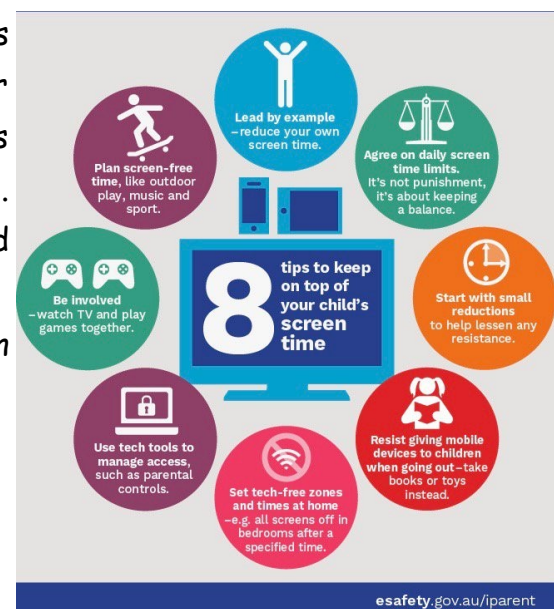 s
r
s
.
d
n
Lead by example
–reduce your own
screen time.
Agree on daily screen
time limits.
It's not punishment,
it's about keeping
a balance.
Start with small
reductions
to help lessen any
resistance.
Resist giving mobile
devices to children
when going out–take
books or toys
instead.
Set tech-free zones
and times at home
–e.g. all screens off in
bedrooms after a
specified time.
Use tech tools to
manage access,
such as parental
controls.
Be involved
–watch TV and play
games together.
Plan screen-free
time, like outdoor
play, music and
sport.
8
tips to keep
on top of
your child's
screen
time
esafety.gov.au/iparent